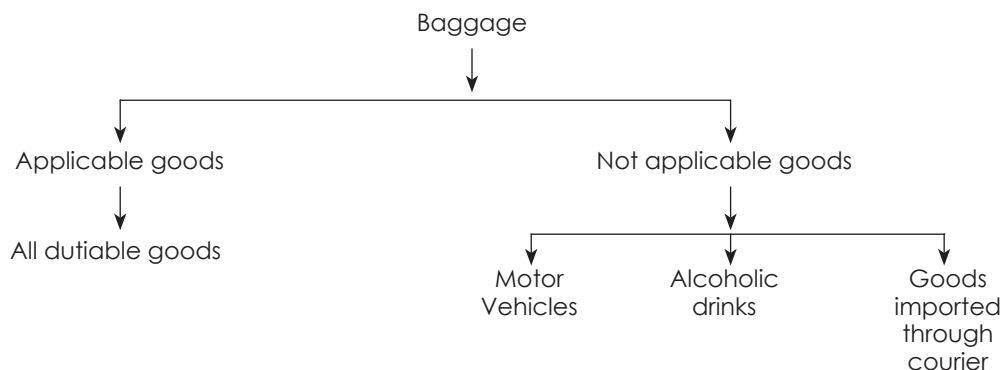 Baggage
Applicable goods
Not applicable goods
All dutiable goods
Motor
Vehicles
Alcoholic
drinks
Goods
imported
through
courier